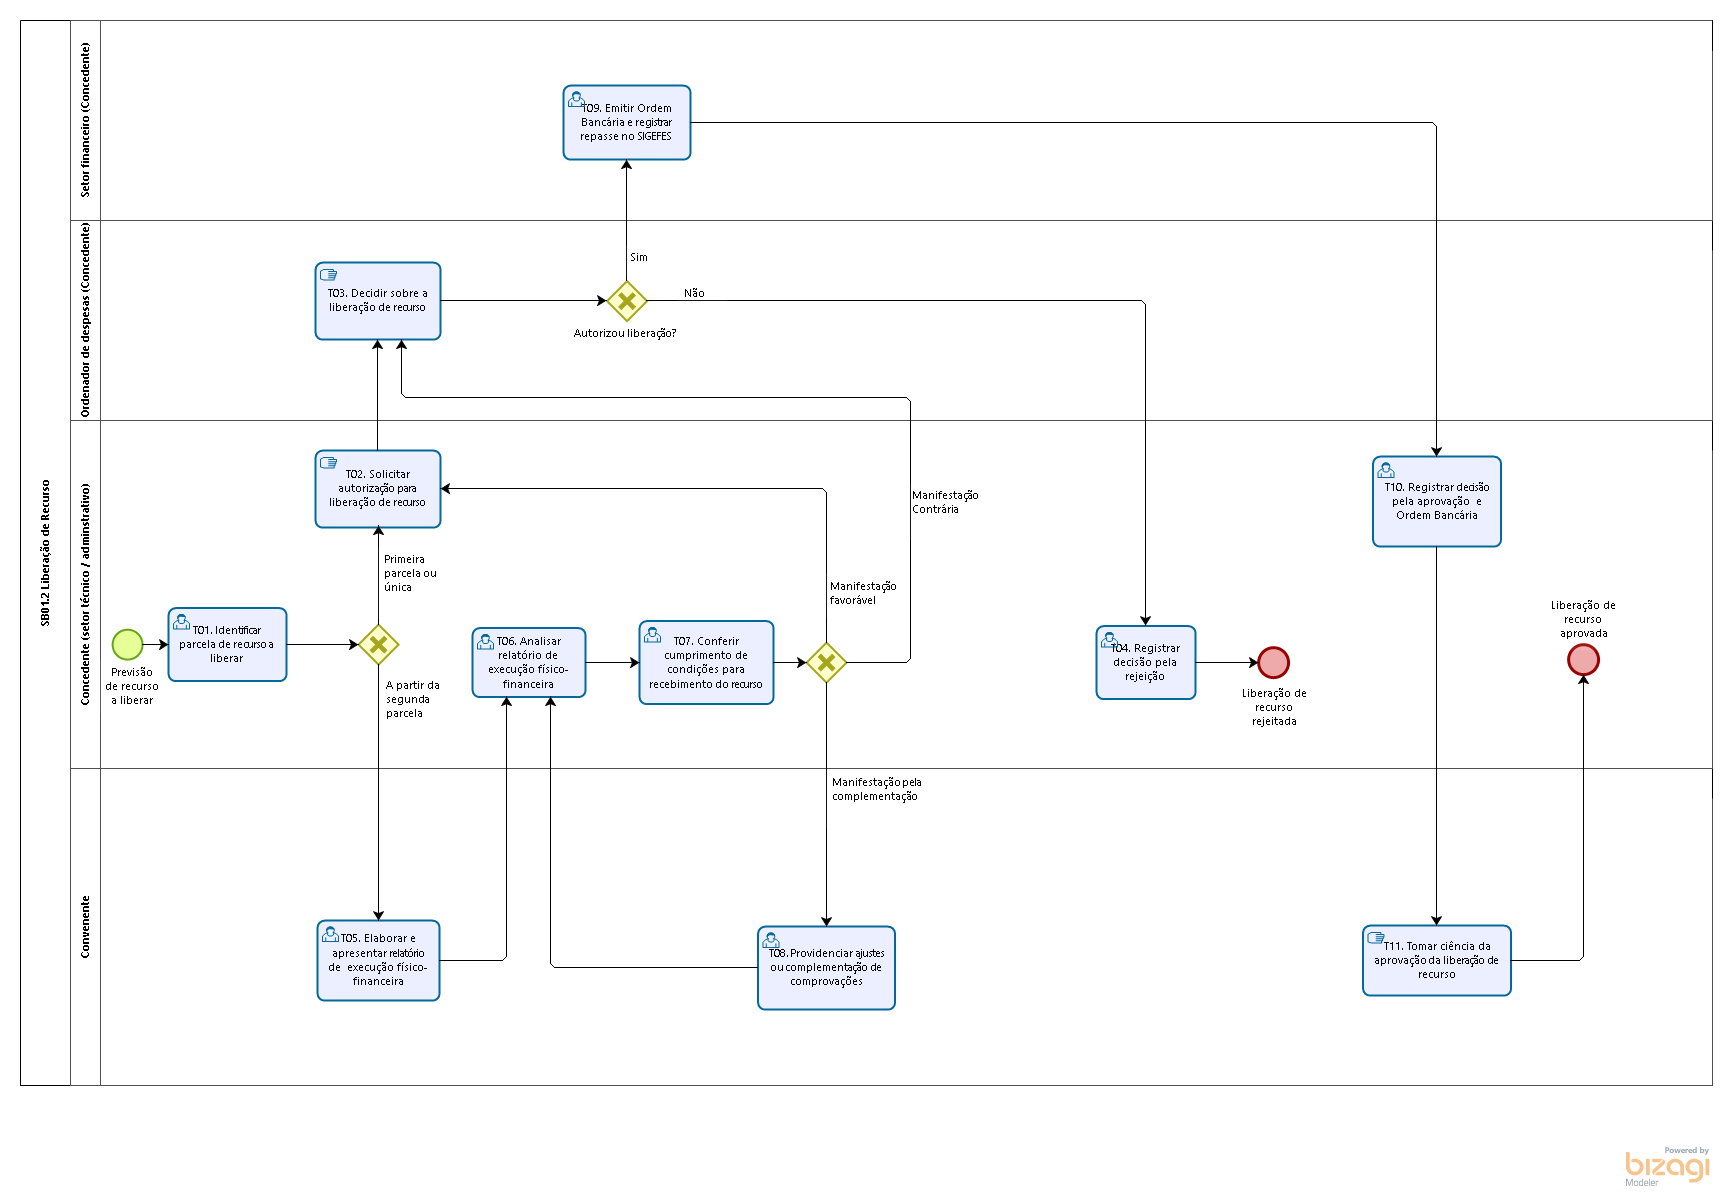 SB01.2 Liberação de Recurso
Setor financeiro (Concedente)
T09. Emitir Ordem
Bancária e registrar
repasse no SIGEFES
Ordenador de despesas (Concedente)
T03. Decidir sobre a
liberação de recurso
Sim
Não
Autorizou liberação?
Concedente (setor técnico / adminstrativo)
Previsão
de recurso
a liberar
T01. Identificar
parcela de recurso a
liberar
T02. Solicitar
autorização para
liberação de recurso
Primeira
parcela ou
única
A partir da
segunda
parcela
T06. Analisar
relatório de
execução físico-
financeira
T07. Conferir
cumprimento de
condições para
recebimento do recurso
Manifestação
favorável
Manifestação
Contrária
T04. Registrar
decisão pela
rejeição
Liberação de
recurso
rejeitada
T10. Registrar decisão
pela aprovação e
Ordem Bancária
Liberação de
recurso
aprovada
Convenente
Manifestação pela
complementação
T05. Elaborar e
apresentar relatório
de execução físico-
financeira
T08. Providenciar ajustes
ou complementação de
comprovações
T11. Tomar ciência da
aprovação da liberação de
recurso
Powered by
bizagi
Modeler